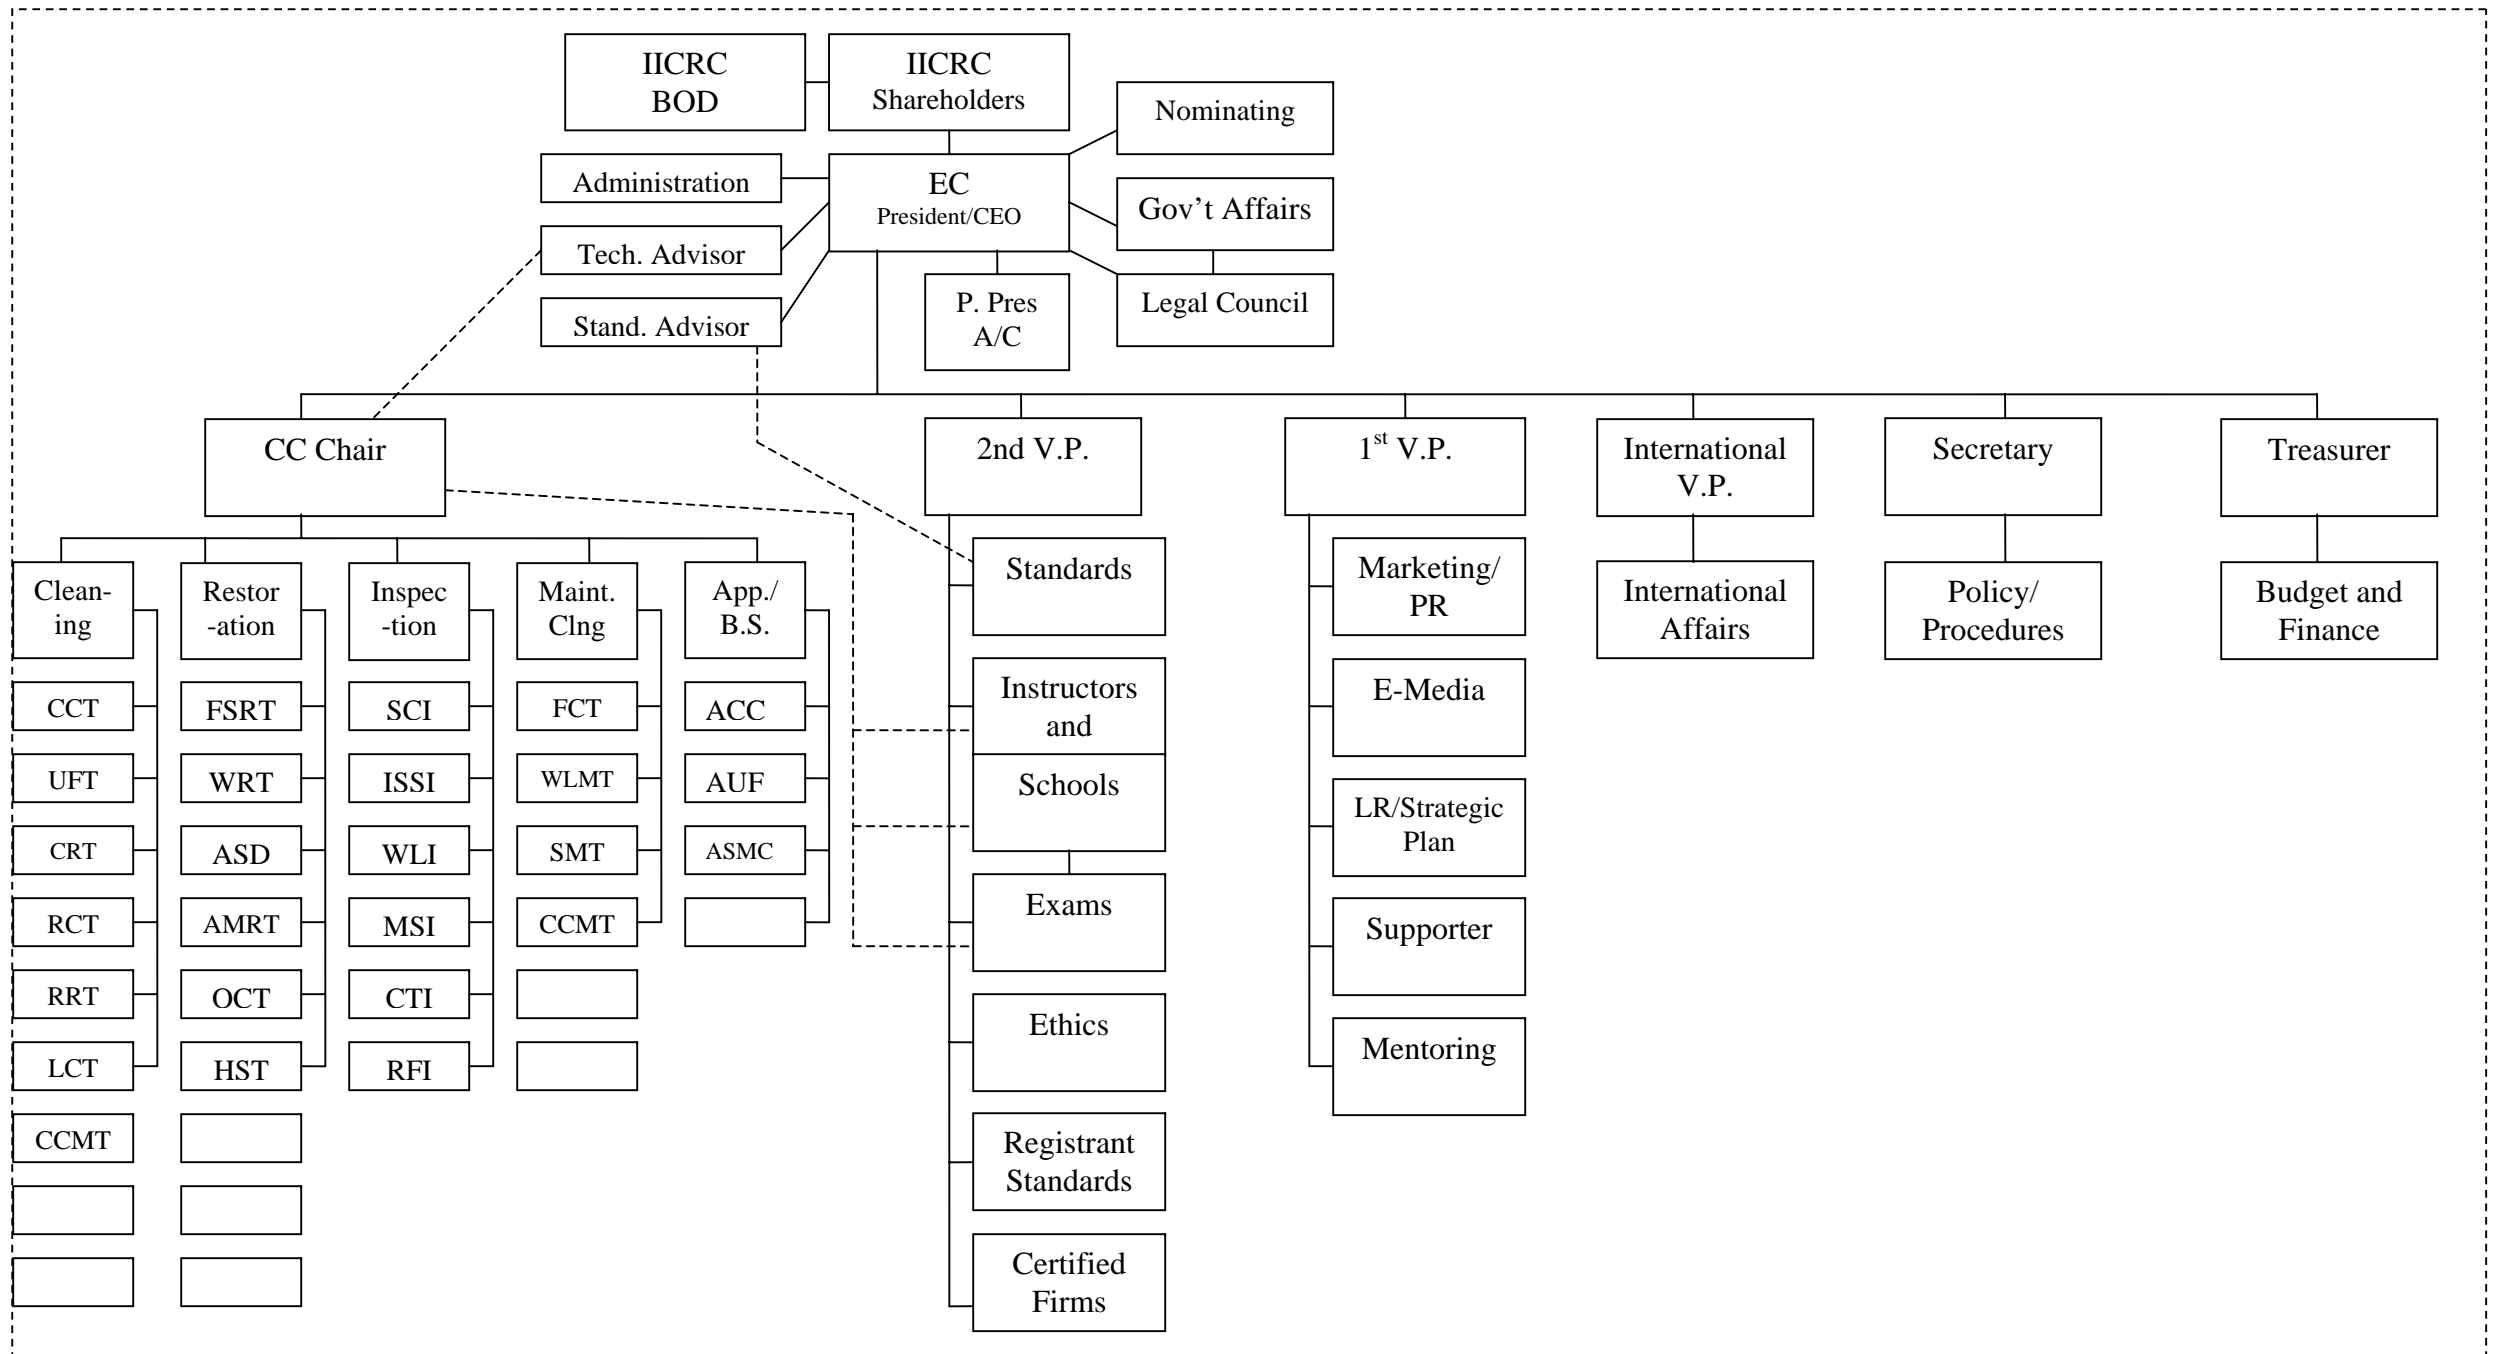 IICRC
BOD
IICRC
Shareholders
Nominating
Administration
EC
President/CEO
Gov’t Affairs
Tech. Advisor
Stand. Advisor
P. Pres
A/C
Legal Council
CC Chair
2nd V.P.
1st V.P.
International
V.P.
Secretary
Treasurer
Clean-
ing
Restor
-ation
Inspec
-tion
Maint.
Clng
App./
B.S.
CCT
UFT
CRT
RCT
RRT
LCT
CCMT
FSRT
WRT
ASD
AMRT
OCT
HST
SCI
ISSI
WLI
MSI
CTI
RFI
FCT
WLMT
SMT
CCMT
ACC
AUF
ASMC
Standards
Instructors
and
Schools
Exams
Ethics
Registrant
Standards
Certified
Firms
Marketing/
PR
E-Media
LR/Strategic
Plan
Supporter
Mentoring
International
Affairs
Policy/
Procedures
Budget and
Finance